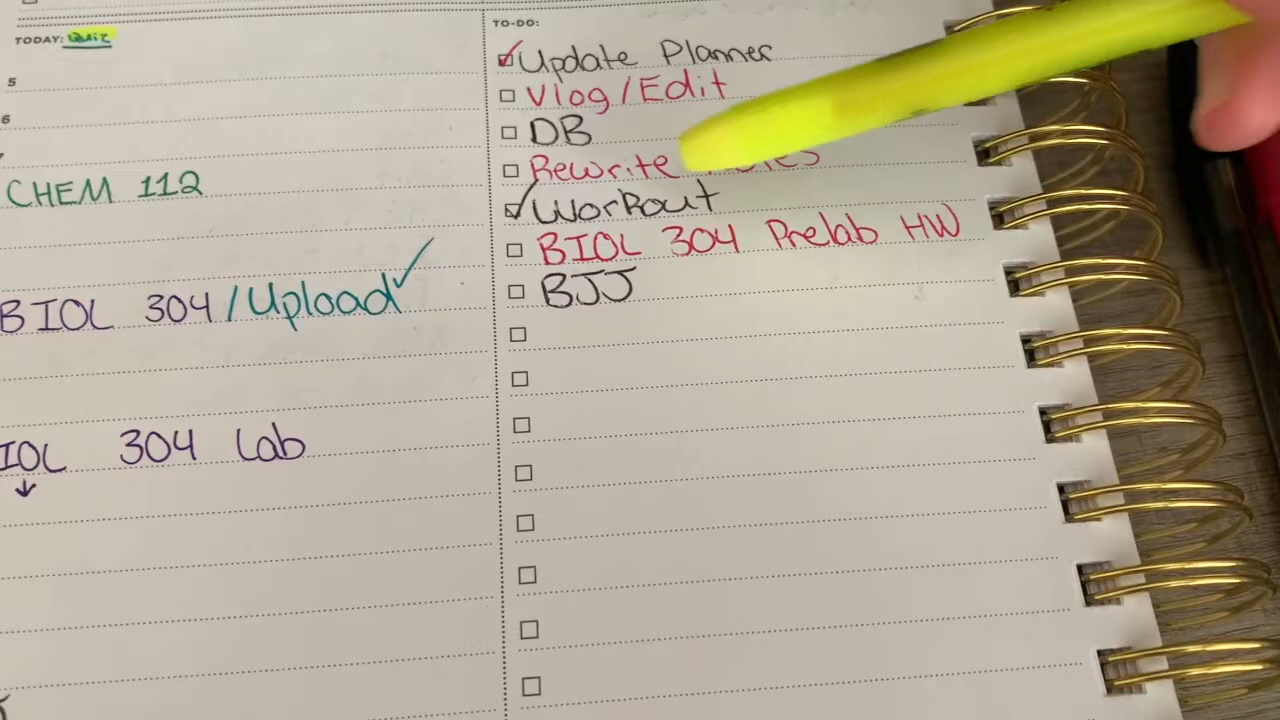 TODAY: Quiz
5
6
CHEM 112
BIOL 304/Upload
IOL 304 Lab
TO-DO:
Update Planner
Vlog/Edit
DB
Rewrite
Workout
BIOL 304 Prelab HW
BJJ